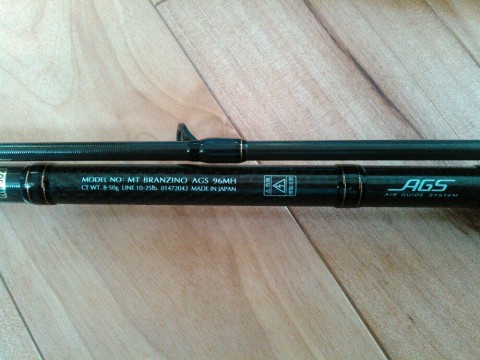 MODEL NO: MT BRANZINO AGS 96MH
CT WT. 8-50g LINE 10-25lb. 01472042 MADE IN JAPAN
AGS
AIR GUIDE SYSTEM